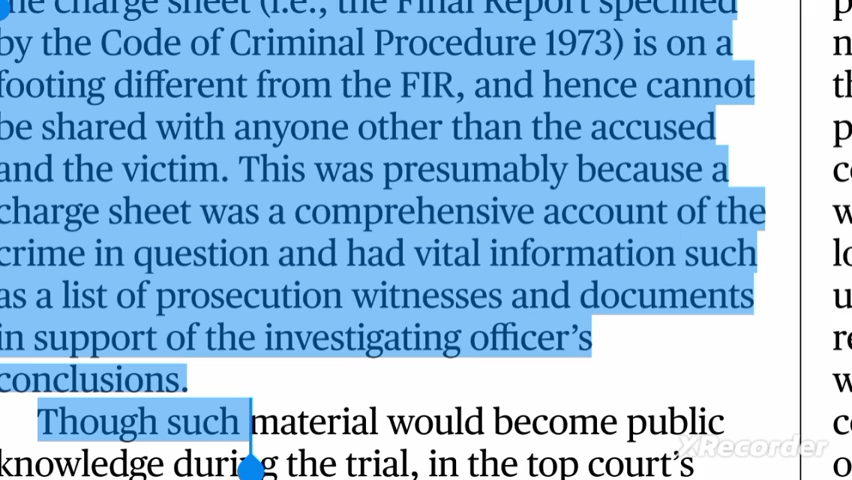 the charge sheet (i.e., the Final Report specified
by the Code of Criminal Procedure 1973) is on a
footing different from the FIR, and hence cannot
be shared with anyone other than the accused
and the victim. This was presumably because a
charge sheet was a comprehensive account of the
crime in question and had vital information such
as a list of prosecution witnesses and documents
in support of the investigating officer’s
conclusions.
Though such material would become public
knowledge during the trial, in the top court’s
XRecorder